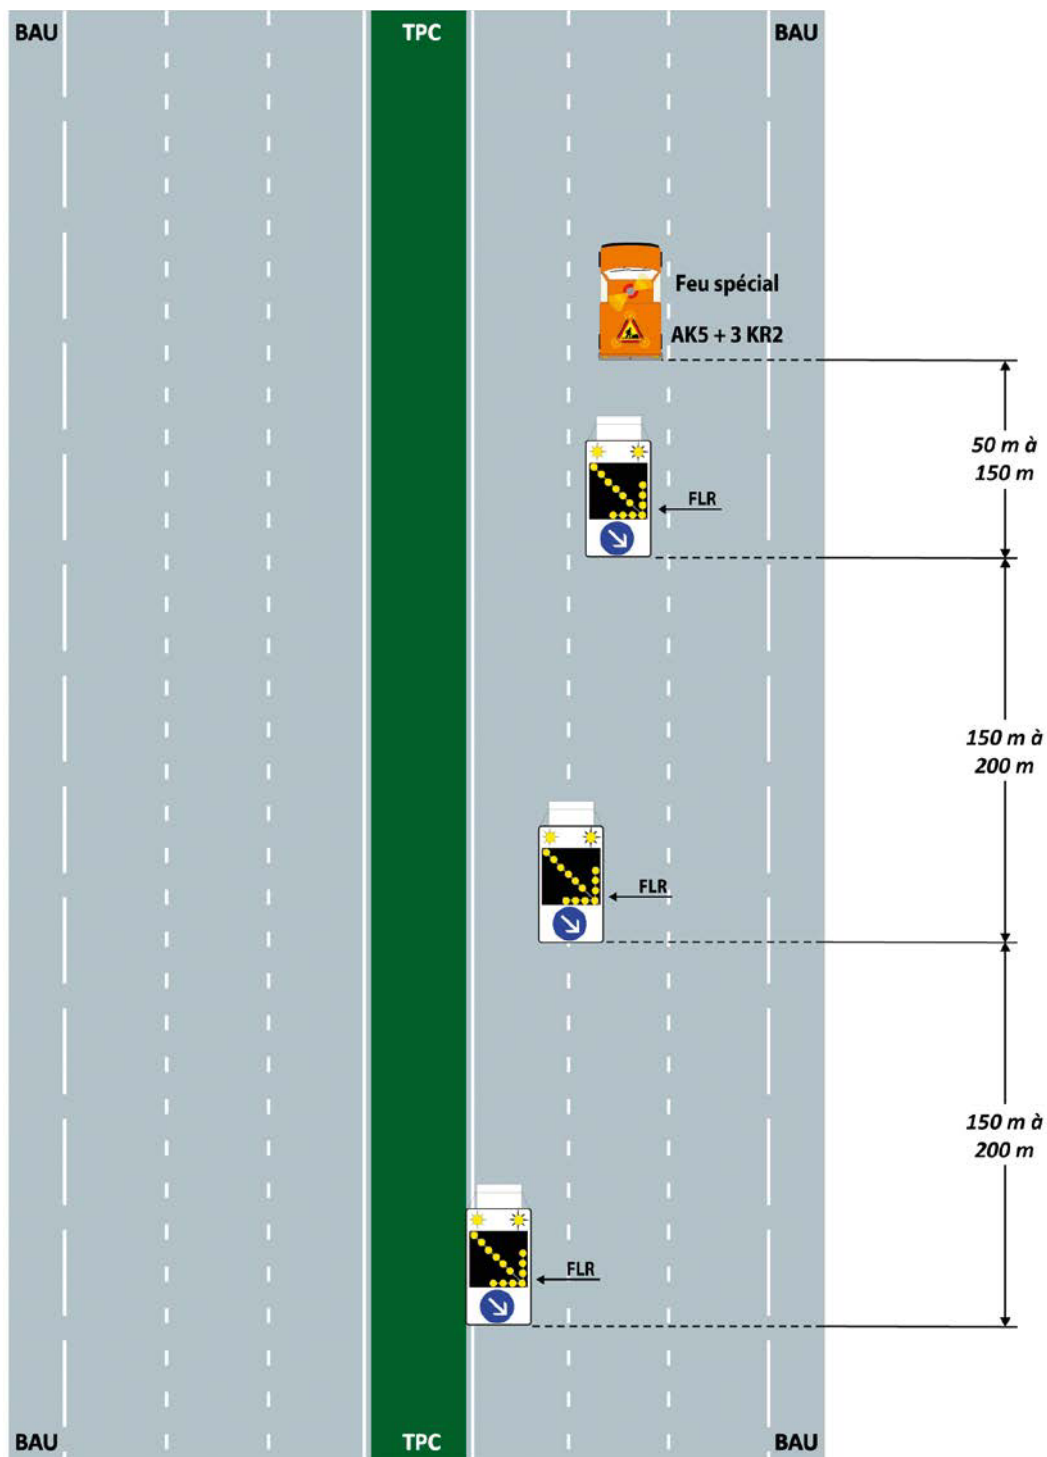 BAU TPC BAU
Feu spécial
AK5 + 3 KR2
50 m à
150 m
FLR
150 m à
200 m
FLR
150 m à
200 m
FLR
BAU TPC BAU